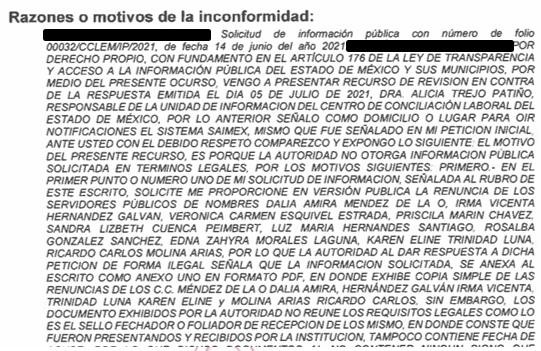 Razones o motivos de la inconformidad:
Solicitud de información pública con número de folio
00032/CCLEM/IP/2021, de fecha 14 de junio del año 2021 POR
DERECHO PROPIO, CON FUNDAMENTO EN EL ARTÍCULO 176 DE LA LEY DE TRANSPARENCIA
Y ACCESO A LA INFORMACIÓN PÚBLICA DEL ESTADO DE MÉXICO Y SUS MUNICIPIOS, POR
MEDIO DEL PRESENTE OCURSO, VENGO A PRESENTAR RECURSO DE REVISION EN CONTRA
DE LA RESPUESTA EMITIDA EL DIA 05 DE JULIO DE 2021, DRA. ALICIA TREJO PATIÑO,
RESPONSABLE DE LA UNIDAD DE INFORMACION DEL CENTRO DE CONCILIACIÓN LABORAL DEL
ESTADO DE MÉXICO, POR LO ANTERIOR SEÑALO COMO DOMICILIO O LUGAR PARA OIR
NOTIFICACIONES EL SISTEMA SAIMEX, MISMO QUE FUE SEÑALADO EN MI PETICION INICIAL,
ANTE USTED CON EL DEBIDO RESPETO COMPAREZCO Y EXPONGO LO SIGUIENTE: EL MOTIVO
DEL PRESENTE RECURSO, ES PORQUE LA AUTORIDAD NO OTORGA INFORMACION PÚBLICA
SOLICITADA EN TERMINOS LEGALES, POR LOS MOTIVOS SIGUIENTES: PRIMERO.- EN EL
PRIMER PUNTO O NUMERO UNO DE MI SOLICITUD DE INFORMACION, SEÑALADA AL RUBRO DE
ESTE ESCRITO, SOLICITE ME PROPORCIONE EN VERSIÓN PUBLICA LA RENUNCIA DE LOS
SERVIDORES PÚBLICOS DE NOMBRES DALIA AMIRA MENDEZ DE LA O, IRMA VICENTA
HERNANDEZ GALVAN, VERONICA CARMEN ESQUIVEL ESTRADA, PRISCILA MARIN CHAVEZ,
SANDRA LIZBETH CUENCA PEIMBERT, LUZ MARIA HERNANDES SANTIAGO, ROSALBA
GONZALEZ SANCHEZ, EDNA ZAHYRA MORALES LAGUNA, KAREN ELINE TRINIDAD LUNA,
RICARDO CARLOS MOLINA ARIAS, POR LO QUE LA AUTORIDAD AL DAR RESPUESTA A DICHA
PETICION DE FORMA ILEGAL SEÑALA QUE LA INFORMACION SOLICITADA, SE ANEXA AL
ESCRITO COMO ANEXO UNO EN FORMATO PDF, EN DONDE EXHIBE COPIA SIMPLE DE LAS
RENUNCIAS DE LOS C.C. MÉNDEZ DE LA O DALIA AMIRA, HERNÁNDEZ GALVÁN IRMA VICENTA.
TRINIDAD LUNA KAREN ELINE y MOLINA ARIAS RICARDO CARLOS, SIN EMBARGO, LOS
DOCUMENTO EXHIBIDOS POR LA AUTORIDAD NO REUNE LOS REQUISITOS LEGALES COMO LO
ES EL SELLO FECHADOR O FOLIADOR DE RECEPCION DE LOS MISMO, EN DONDE CONSTE QUE
FUERON PRESENTANDOS Y RECIBIDOS POR LA INSTITUCION, TAMPOCO CONTIENE FECHA DE